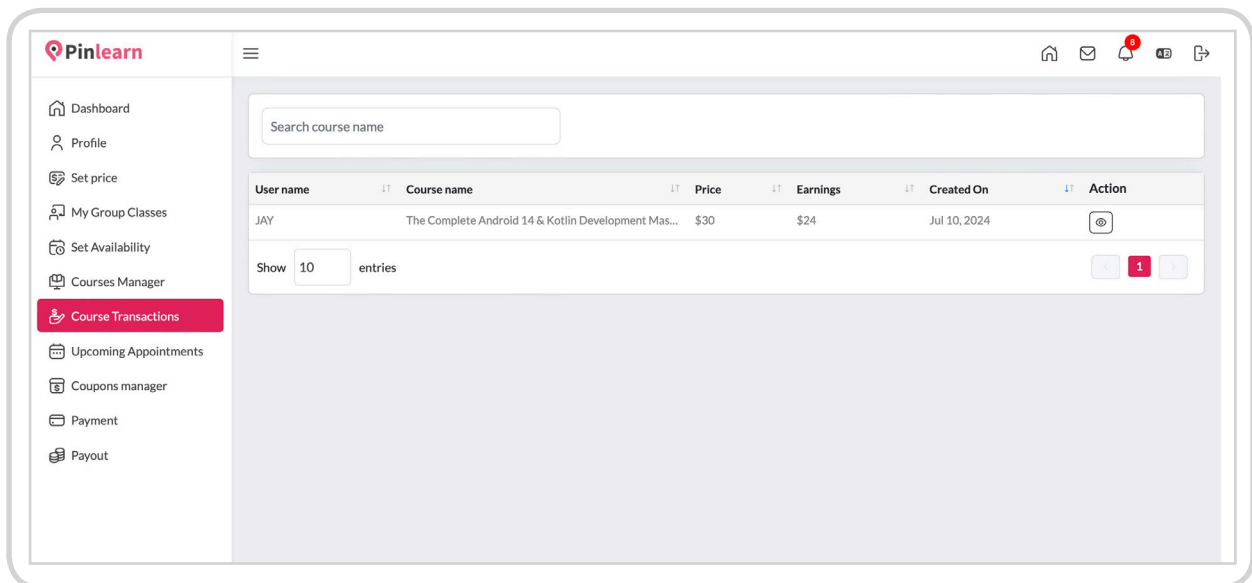 Pinlearn
8
A Z
Dashboard
Profile
Set price
My Group Classes
Set Availability
Courses Manager
Course Transactions
Upcoming Appointments
Coupons manager
Payment
Payout
Search course name
User name Course name Price Earnings Created On Action
JAY The Complete Android 14 & Kotlin Development Mas... $30 $24 Jul 10, 2024
Show 10 entries
< 1 >